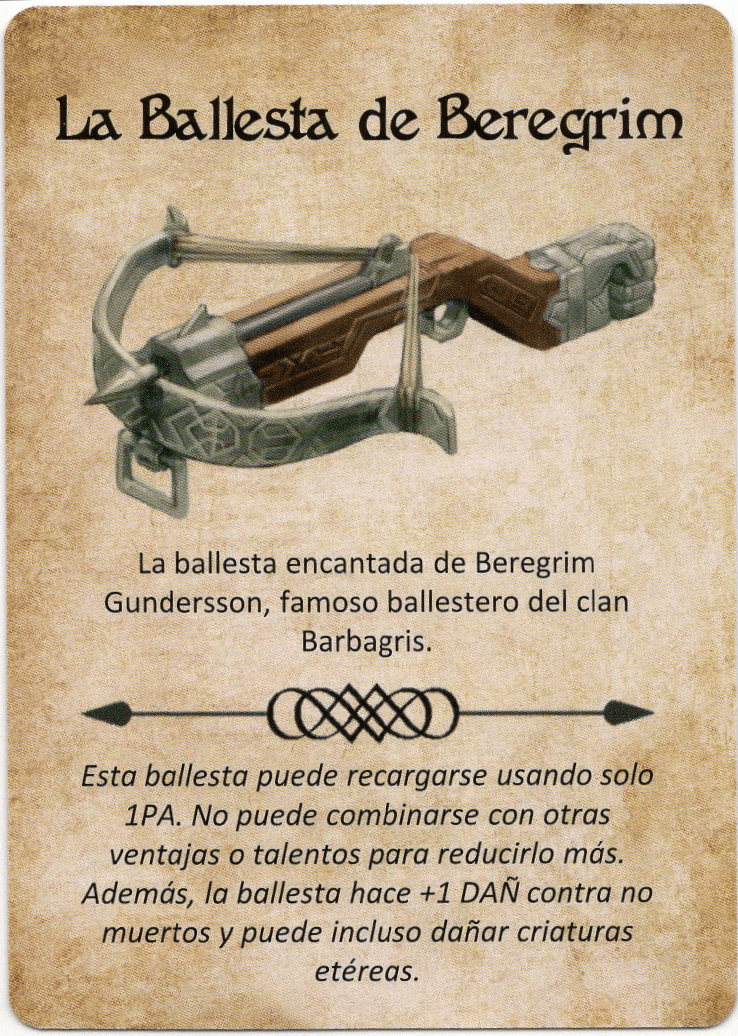 La Ballesta de Beregrim
La ballesta encantada de Beregrim
Gundersson, famoso ballestero del clan
Barbagris.
Esta ballesta puede recargarse usando solo
1PA. No puede combinarse con otras
ventajas o talentos para reducirlo más.
Además, la ballesta hace +1 DAÑ contra no
muertos y puede incluso dañar criaturas
etéreas.